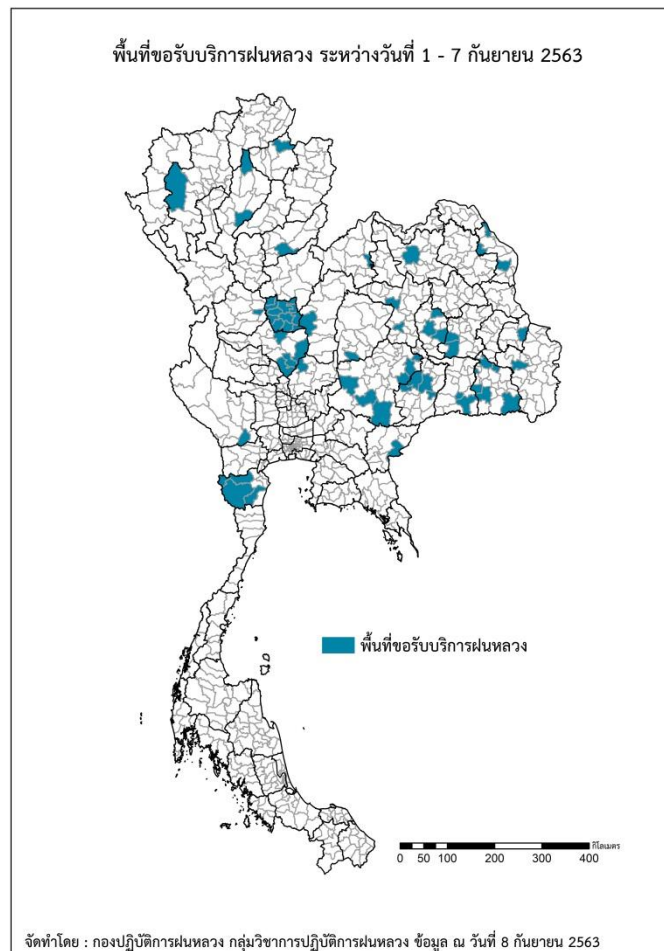 พื้นที่ขอรับบริการฝนหลวง ระหว่างวันที่ 1 - 7 กันยายน 2563
พื้นที่ขอรับบริการฝนหลวง
กิโลเมตร
0 25 50 100 200 300 400
จัดทำโดย : กองปฏิบัติการฝนหลวง กลุ่มวิชาการปฏิบัติการฝนหลวง ข้อมูล ณ วันที่ 8 กันยายน 2563